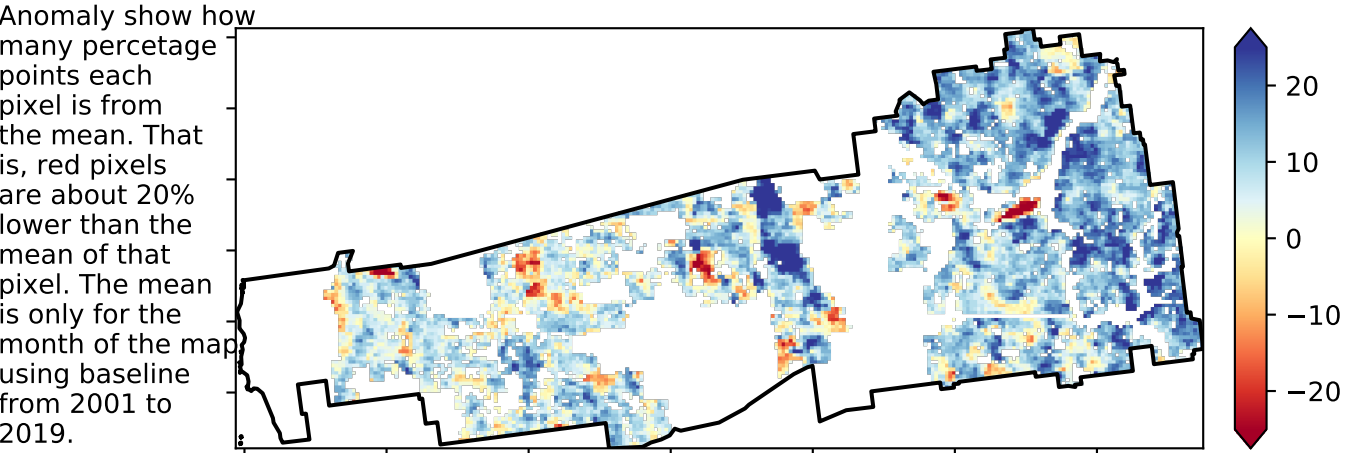 Anomaly show how
many percetage
points each
pixel is from
the mean. That
is, red pixels
are about 20%
lower than the
mean of that
pixel. The mean
is only for the
month of the map
using baseline
from 2001 to
2019.
20
10
0
−10
−20